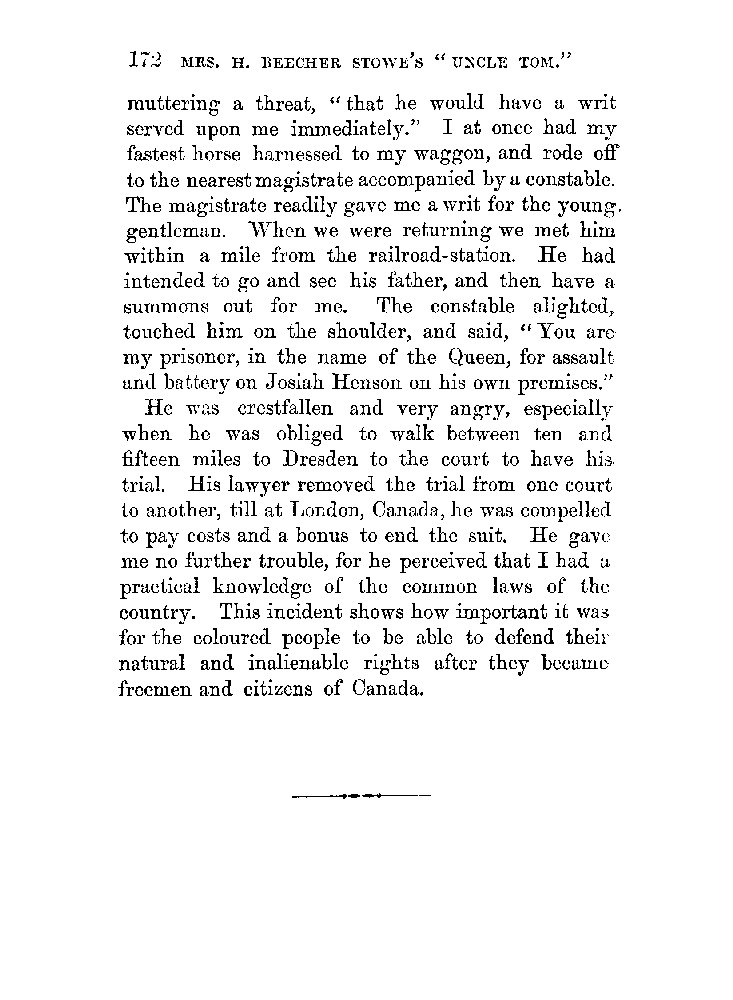 172 MRS. H. BEECHER STOWE'S "UNCLE TOM."
muttering a threat, "that he would have a writ
served upon me immediately." I at once had my
fastest horse harnessed to my waggon, and rode off
to the nearest magistrate accompanied by a constable.
The magistrate readily gave me a writ for the young
gentleman. When we were returning we met him
within a mile from the railroad-station. He had
intended to go and see his father, and then have a
summons out for me. The constable alighted,
touched him on the shoulder, and said, "You are
my prisoner, in the name of the Queen, for assault
and battery on Josiah Henson on his own premises."
He was crestfallen and very angry, especially
when he was obliged to walk between ten and
fifteen miles to Dresden to the court to have his
trial. His lawyer removed the trial from one court
to another, till at London, Canada, he was compelled
to pay costs and a bonus to end the suit. He gave
me no further trouble, for he perceived that I had a
practical knowledge of the common laws of the
country. This incident shows how important it was
for the coloured people to be able to defend their
natural and inalienable rights after they became
freemen and citizens of Canada.